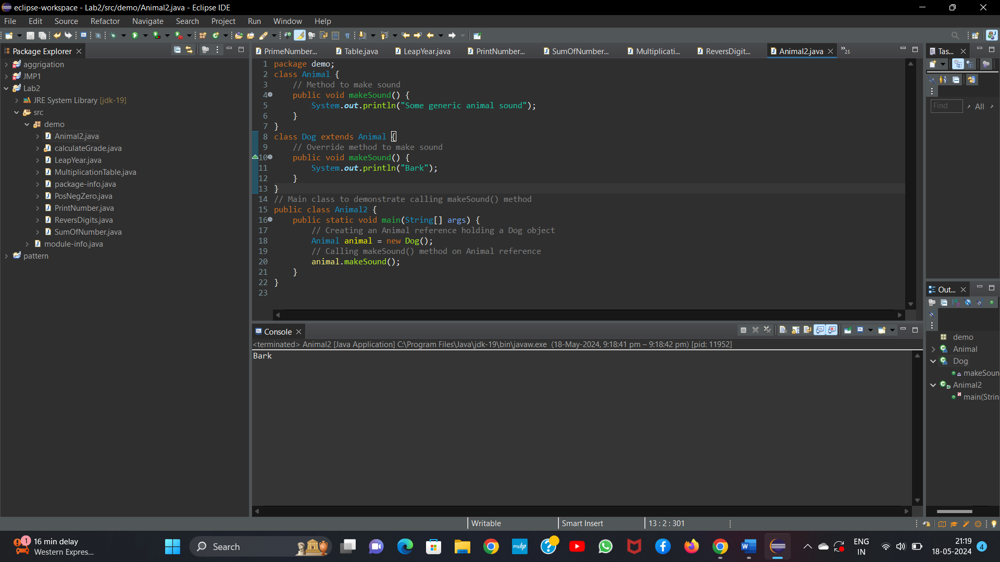 eclipse-workspace - Lab2/src/demo/Animal2.java - Eclipse IDE
File Edit Source Refactor Navigate Search Project Run Window Help
Package Explorer
aggrigation
JMP1
Lab2
JRE System Library [jdk-19]
src
demo
Animal2.java
calculateGrade.java
LeapYear.java
MultiplicationTable.java
package-info.java
PosNegZero.java
PrintNumber.java
ReversDigits.java
SumOfNumber.java
module-info.java
pattern
PrimeNumber... Table.java LeapYear.java PrintNumber... SumOfNumber... Multiplicati... ReversDigit... Animal2.java »25
1 package demo;
2 class Animal {
3     // Method to make sound
4     public void makeSound() {
5         System.out.println("Some generic animal sound");
6     }
7 }
8 class Dog extends Animal {
9     // Override method to make sound
10     public void makeSound() {
11         System.out.println("Bark");
12     }
13 }
14 // Main class to demonstrate calling makeSound() method
15 public class Animal2 {
16     public static void main(String[] args) {
17         // Creating an Animal reference holding a Dog object
18         Animal animal = new Dog();
19         // Calling makeSound() method on Animal reference
20         animal.makeSound();
21     }
22 }
23
Console
<terminated> Animal2 [Java Application] C:\Program Files\Java\jdk-19\bin\javaw.exe (18-May-2024, 9:18:41 pm – 9:18:42 pm) [pid: 11952]
Bark
Tas...
Find All
Out...
demo
Animal
Dog
makeSoun
Animal2
main(Strin
Writable Smart Insert 13 : 2 : 301
1
16 min delay
Western Expres...
Search
myhp
ENG
IN
21:19
18-05-2024
4